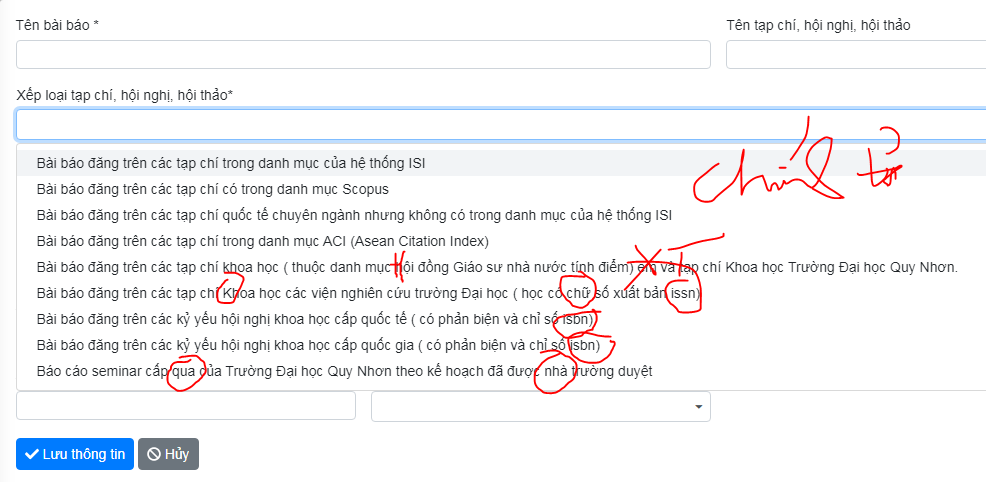 Tên bài báo *
Tên tạp chí, hội nghị, hội thảo
Xếp loại tạp chí, hội nghị, hội thảo*
Bài báo đăng trên các tạp chí trong danh mục của hệ thống ISI
Bài báo đăng trên các tạp chí có trong danh mục Scopus
Bài báo đăng trên các tạp chí quốc tế chuyên ngành nhưng không có trong danh mục của hệ thống ISI
Bài báo đăng trên các tạp chí trong danh mục ACI (Asean Citation Index)
Bài báo đăng trên các tạp chí khoa học ( thuộc danh mục Hội đồng Giáo sư nhà nước tính điểm) em và tạp chí Khoa học Trường Đại học Quy Nhơn.
Bài báo đăng trên các tạp chí Khoa học các viện nghiên cứu trường Đại học ( học có chữ số xuất bản issn)
Bài báo đăng trên các kỷ yếu hội nghị khoa học cấp quốc tế ( có phản biện và chỉ số isbn)
Bài báo đăng trên các kỷ yếu hội nghị khoa học cấp quốc gia ( có phản biện và chỉ số isbn)
Báo cáo seminar cấp qua của Trường Đại học Quy Nhơn theo kế hoạch đã được nhà trường duyệt
Lưu thông tin
Hủy